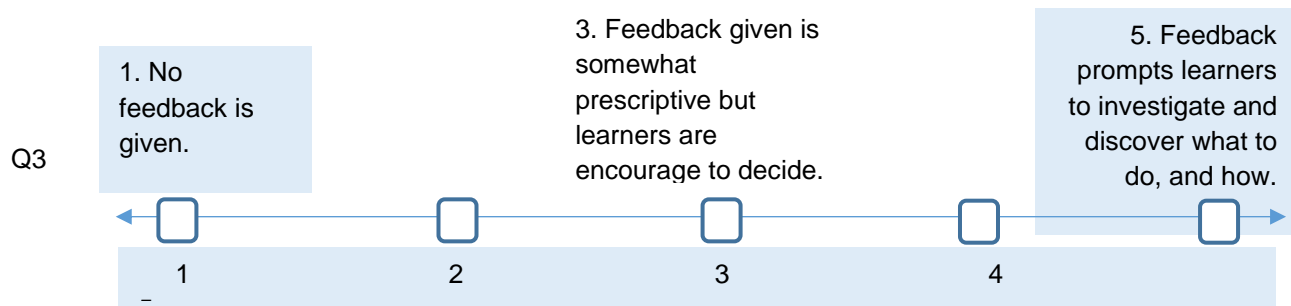 1. No
feedback is
given.
3. Feedback given is
somewhat
prescriptive but
learners are
encourage to decide.
5. Feedback
prompts learners
to investigate and
discover what to
do, and how.
Q3
1 2 3 4